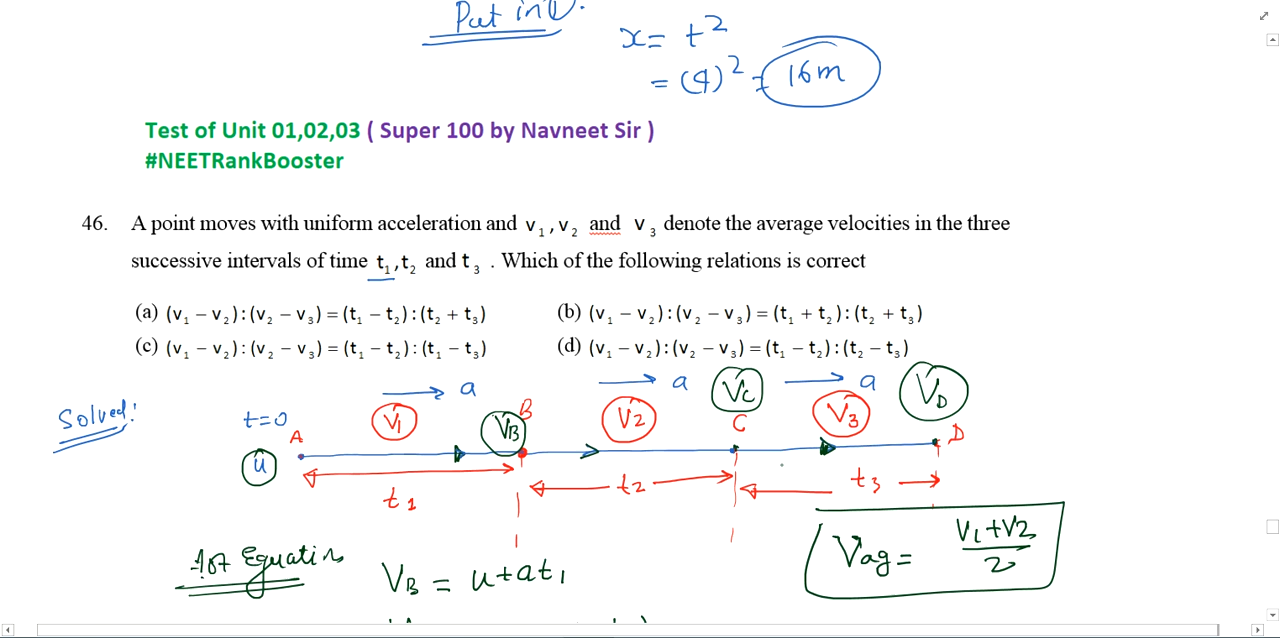 Put in
x = t²
= (4)² = 16m
Test of Unit 01,02,03 ( Super 100 by Navneet Sir )
#NEETRankBooster
46. A point moves with uniform acceleration and v₁, v₂ and v₃ denote the average velocities in the three
successive intervals of time t₁, t₂ and t₃ . Which of the following relations is correct
(a) (v₁ – v₂) : (v₂ – v₃) = (t₁ – t₂) : (t₂ + t₃) (b) (v₁ – v₂) : (v₂ – v₃) = (t₁ + t₂) : (t₂ + t₃)
(c) (v₁ – v₂) : (v₂ – v₃) = (t₁ – t₂) : (t₁ – t₃) (d) (v₁ – v₂) : (v₂ – v₃) = (t₁ – t₂) : (t₂ – t₃)
a a a
Solved! t=0 V₁ V_B B V₂ V_C C V₃ V_D
A D
u
t₁ t₂ t₃
1st Equation V_B = u+at₁ Vag = V₁+V₂/2